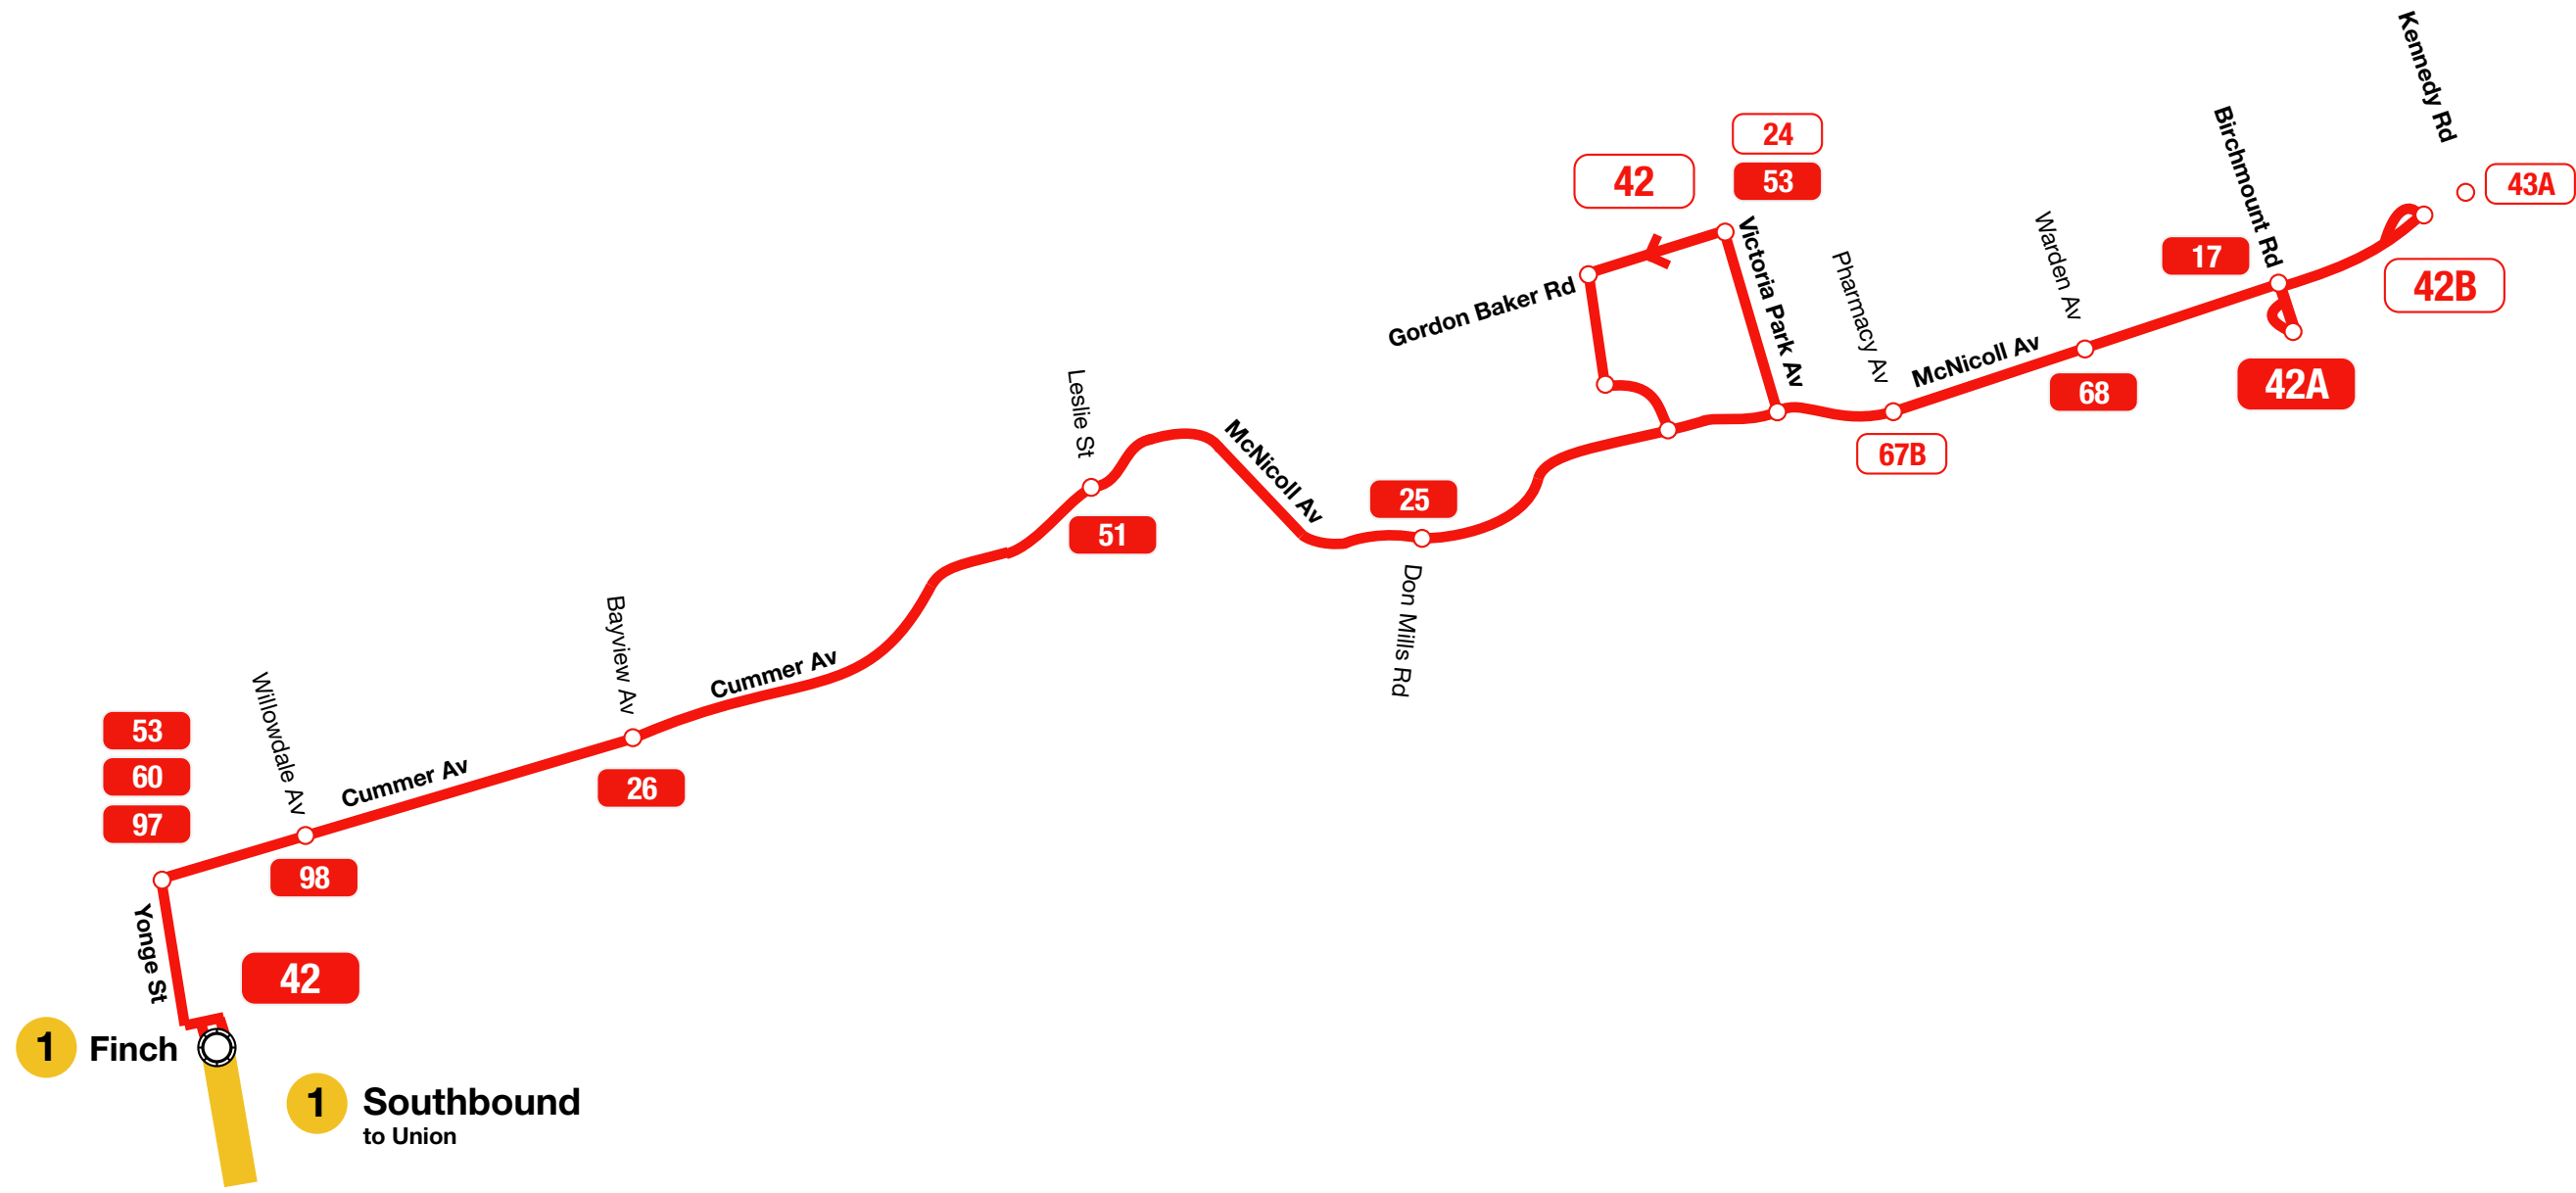 Kennedy Rd
Birchmount Rd
24
42
53
43A
Victoria Park Av
Warden Av
17
Pharmacy Av
42B
Gordon Baker Rd
McNicoll Av
42A
68
Leslie St
67B
McNicoll Av
25
51
Don Mills Rd
Bayview Av
Cummer Av
Willowdale Av
53
60
97
Cummer Av
26
98
Yonge St
42
1 Finch
1 Southbound
to Union